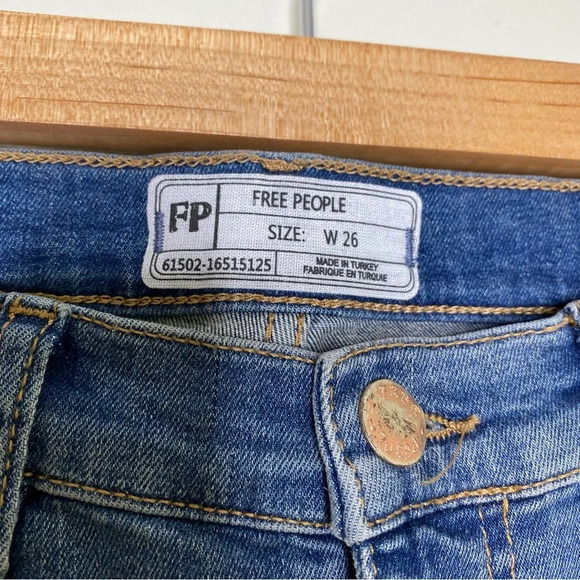 FP
FREE PEOPLE
SIZE: W 26
61502-16515125
MADE IN TURKEY
FABRIQUE EN TURQUIE